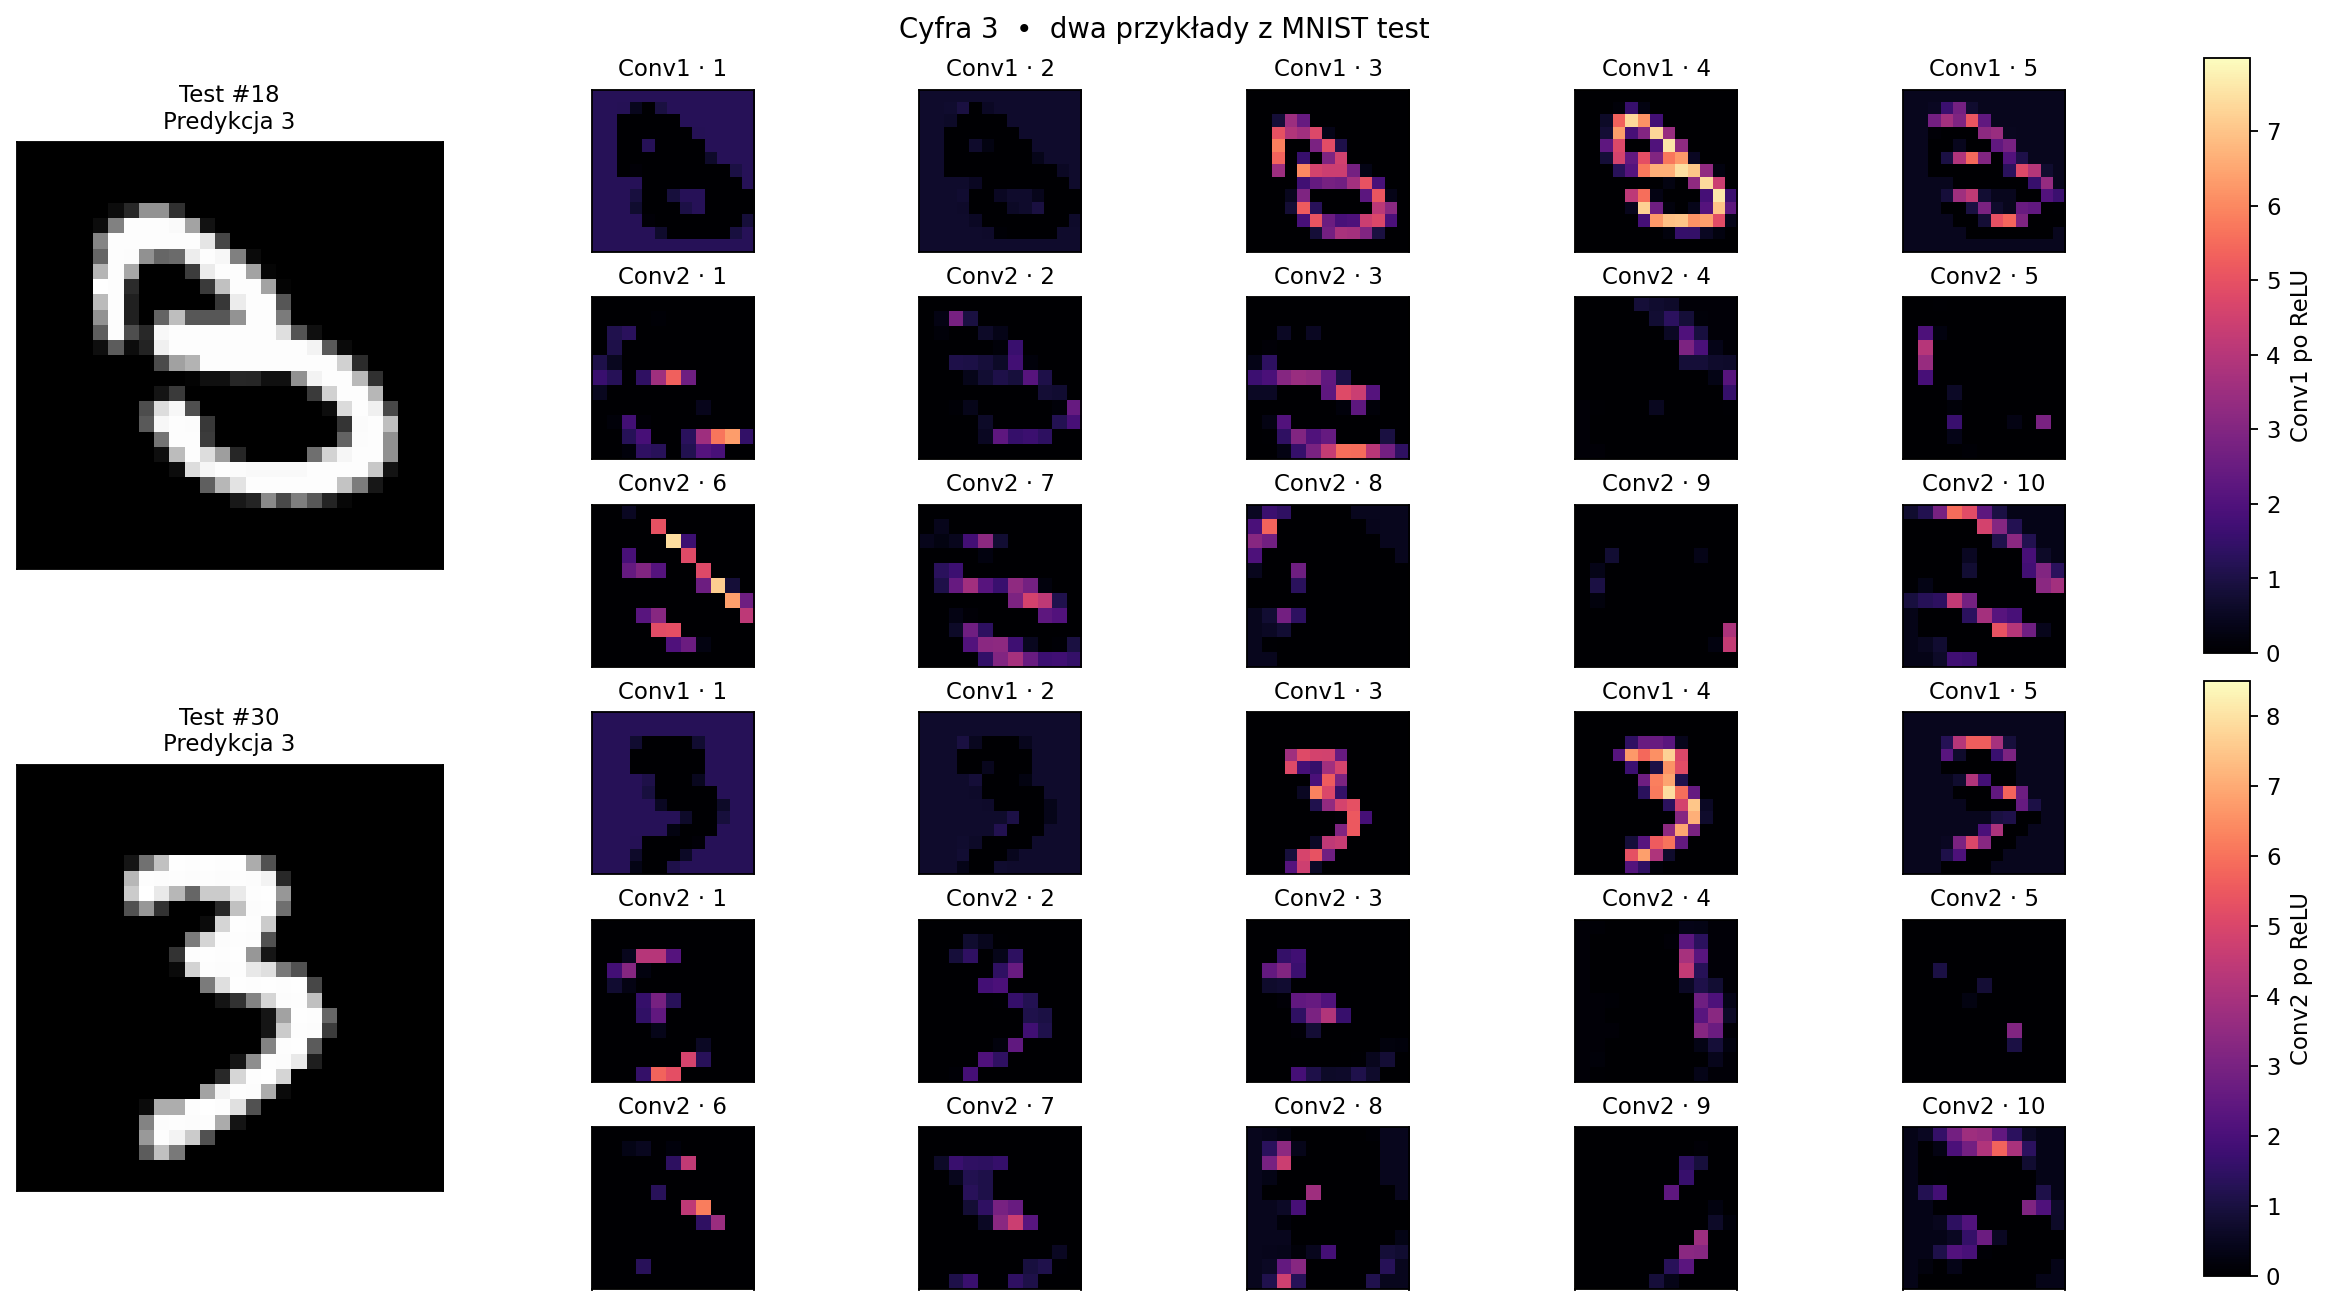 Cyfra 3 • dwa przykłady z MNIST test
Test #18
Predykcja 3
Conv1 · 1
Conv1 · 2
Conv1 · 3
Conv1 · 4
Conv1 · 5
Conv2 · 1
Conv2 · 2
Conv2 · 3
Conv2 · 4
Conv2 · 5
Conv2 · 6
Conv2 · 7
Conv2 · 8
Conv2 · 9
Conv2 · 10
7
6
5
4
3
2
1
0
Conv1 po ReLU
Test #30
Predykcja 3
Conv1 · 1
Conv1 · 2
Conv1 · 3
Conv1 · 4
Conv1 · 5
Conv2 · 1
Conv2 · 2
Conv2 · 3
Conv2 · 4
Conv2 · 5
Conv2 · 6
Conv2 · 7
Conv2 · 8
Conv2 · 9
Conv2 · 10
8
7
6
5
4
3
2
1
0
Conv2 po ReLU